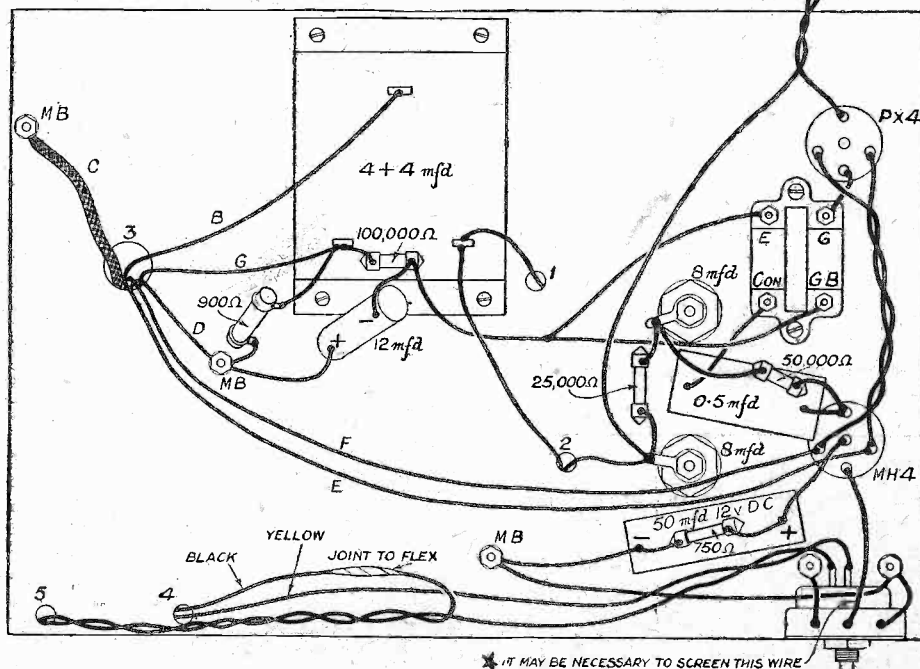 MB
C
PX4
4+4 mfd
B
3
100,000Ω
G
E
G
1
8 mfd
CON
GB
900Ω
D
-
+
12 mfd
MB
50,000Ω
25,000Ω
0·5 mfd
F
2
8 mfd
MH4
E
50 mfd 12v DC
-
+
750Ω
MB
YELLOW
BLACK
JOINT TO FLEX
5
4
★ IT MAY BE NECESSARY TO SCREEN THIS WIRE